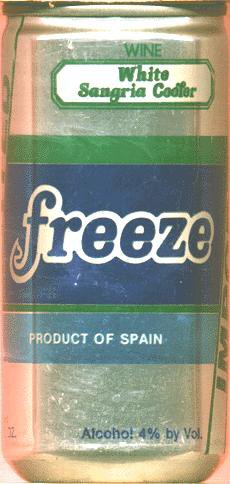 WINE
White
Sangria Cooler
freeze
PRODUCT OF SPAIN
Alcohol 4% by Vol.